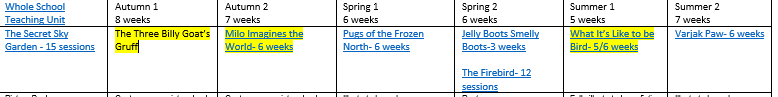 Whole School Teaching Unit
Autumn 1
8 weeks
Autumn 2
7 weeks
Spring 1
6 weeks
Spring 2
6 weeks
Summer 1
5 weeks
Summer 2
7 weeks
The Secret Sky
Garden - 15 sessions
The Three Billy Goat's
Gruff
Milo Imagines the
World- 6 weeks
Pugs of the Frozen
North- 6 weeks
Jelly Boots Smelly
Boots-3 weeks
The Firebird- 12
sessions
What It's Like to be
Bird- 5/6 weeks
Varjak Paw- 6 weeks